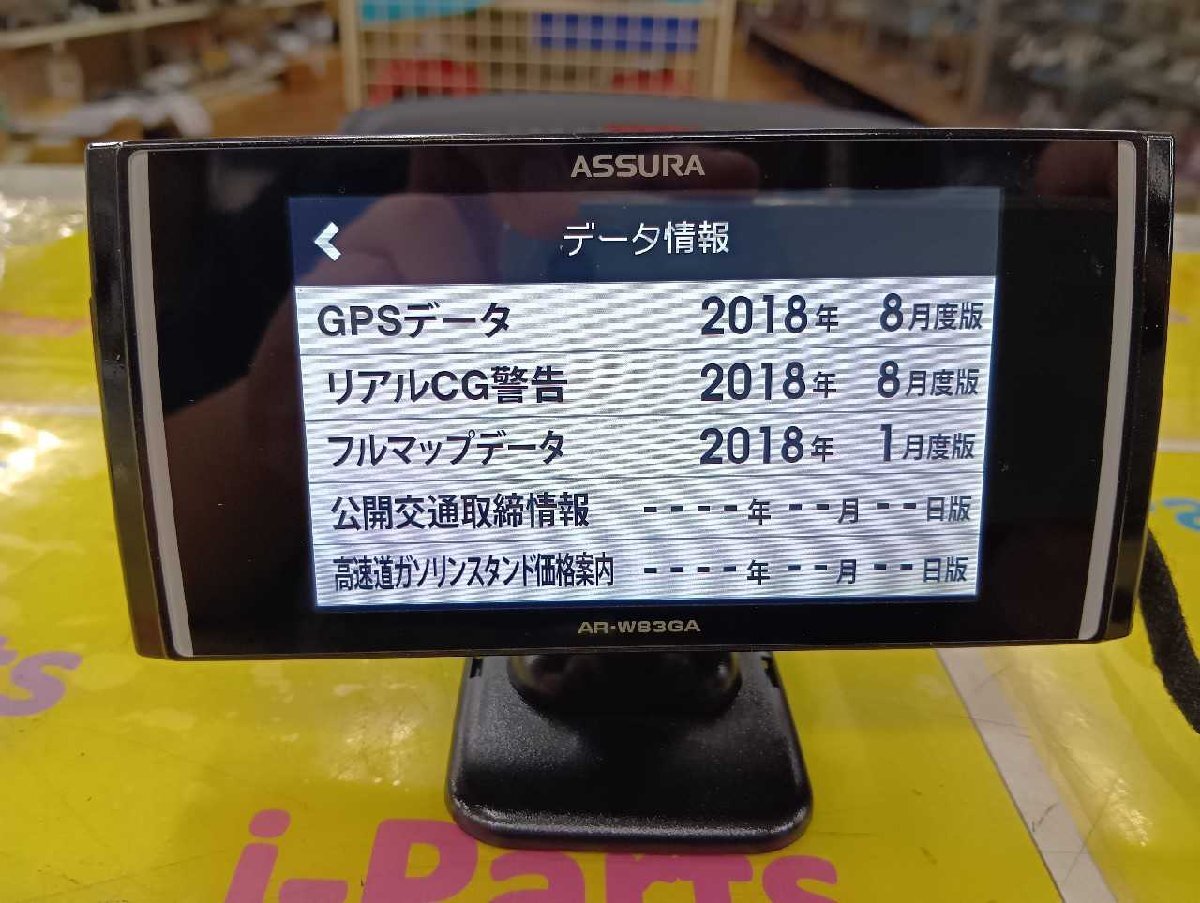 ASSURA
データ情報
GPSデータ 2018年 8月度版
リアルCG警告 2018年 8月度版
フルマップデータ 2018年 1月度版
公開交通取締情報 ----年 --月 --日版
高速道ガソリンスタンド価格案内 ----年 --月 --日版
AR-W83GA
rts
i-Parts